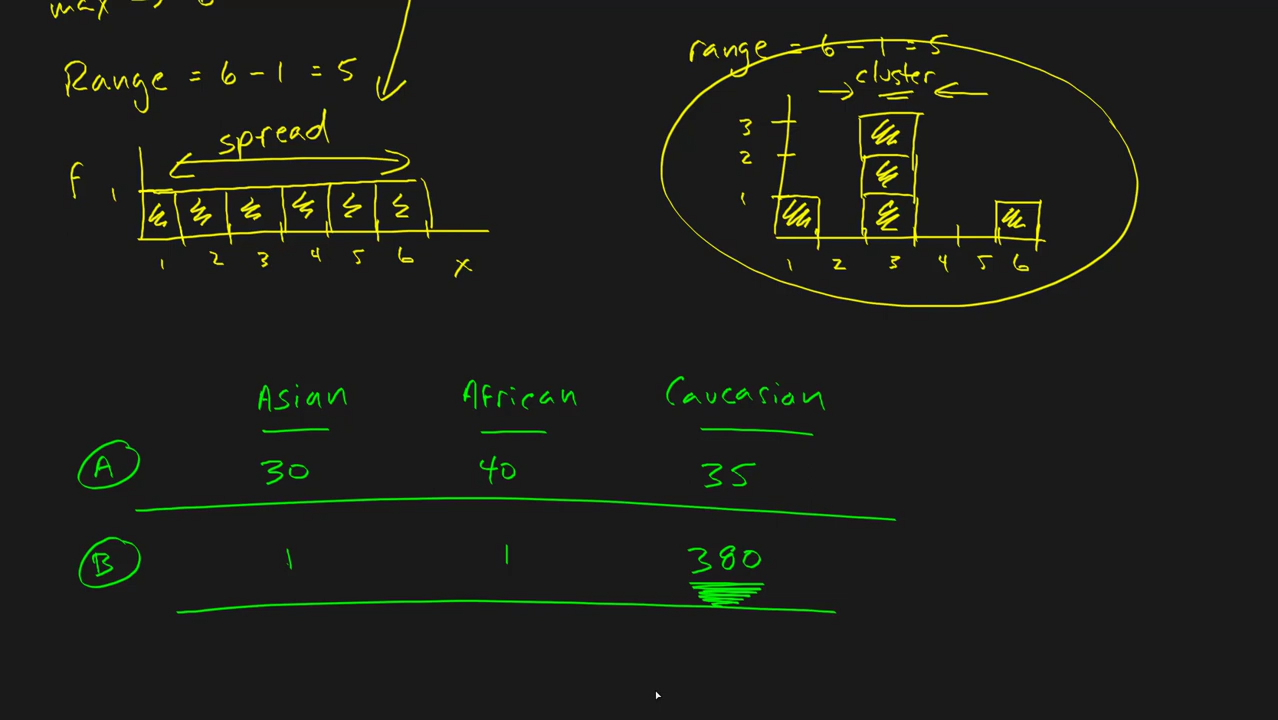 max
Range = 6 - 1 = 5
spread
f 1
1 2 3 4 5 6 x
range = 6 - 1 = 5
cluster
3
2
1
1 2 3 4 5 6
Asian African Caucasian
A 30 40 35
B 1 1 380